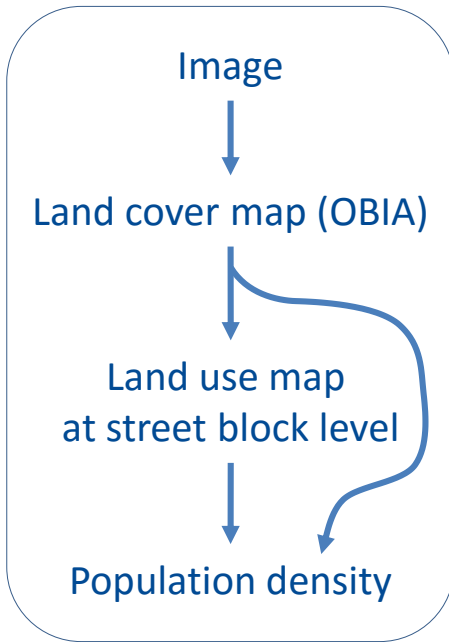 Image
Land cover map (OBIA)
Land use map
at street block level
Population density